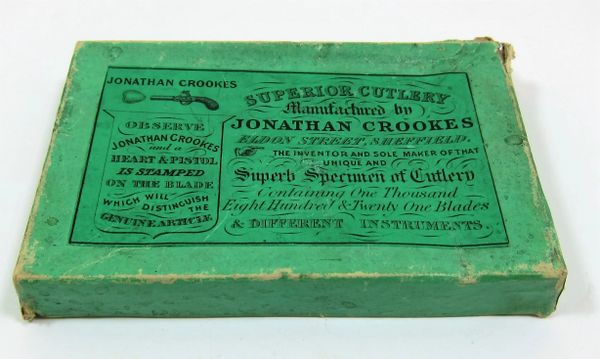 JONATHAN CROOKES
OBSERVE
JONATHAN CROOKES
and a
HEART & PISTOL
IS STAMPED
ON THE BLADE
WHICH WILL
DISTINGUISH
THE
GENUINE ARTICLE
SUPERIOR CUTLERY
Manufactured by
JONATHAN CROOKES
ELDON STREET, SHEFFIELD.
THE INVENTOR AND SOLE MAKER OF THAT
UNIQUE AND
Superb Specimen of Cutlery
Containing One Thousand
Eight Hundred & Twenty One Blades
& DIFFERENT INSTRUMENTS.